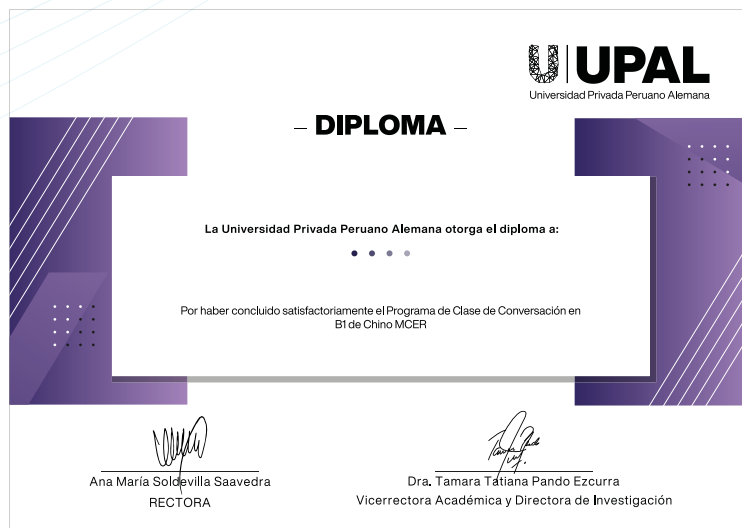 UPAL
Universidad Privada Peruano Alemana
– DIPLOMA –
La Universidad Privada Peruano Alemana otorga el diploma a:
Por haber concluido satisfactoriamente el Programa de Clase de Conversación en
B1 de Chino MCER
Ana María Soldevilla Saavedra
RECTORA
Dra. Tamara Tatiana Pando Ezcurra
Vicerrectora Académica y Directora de Investigación